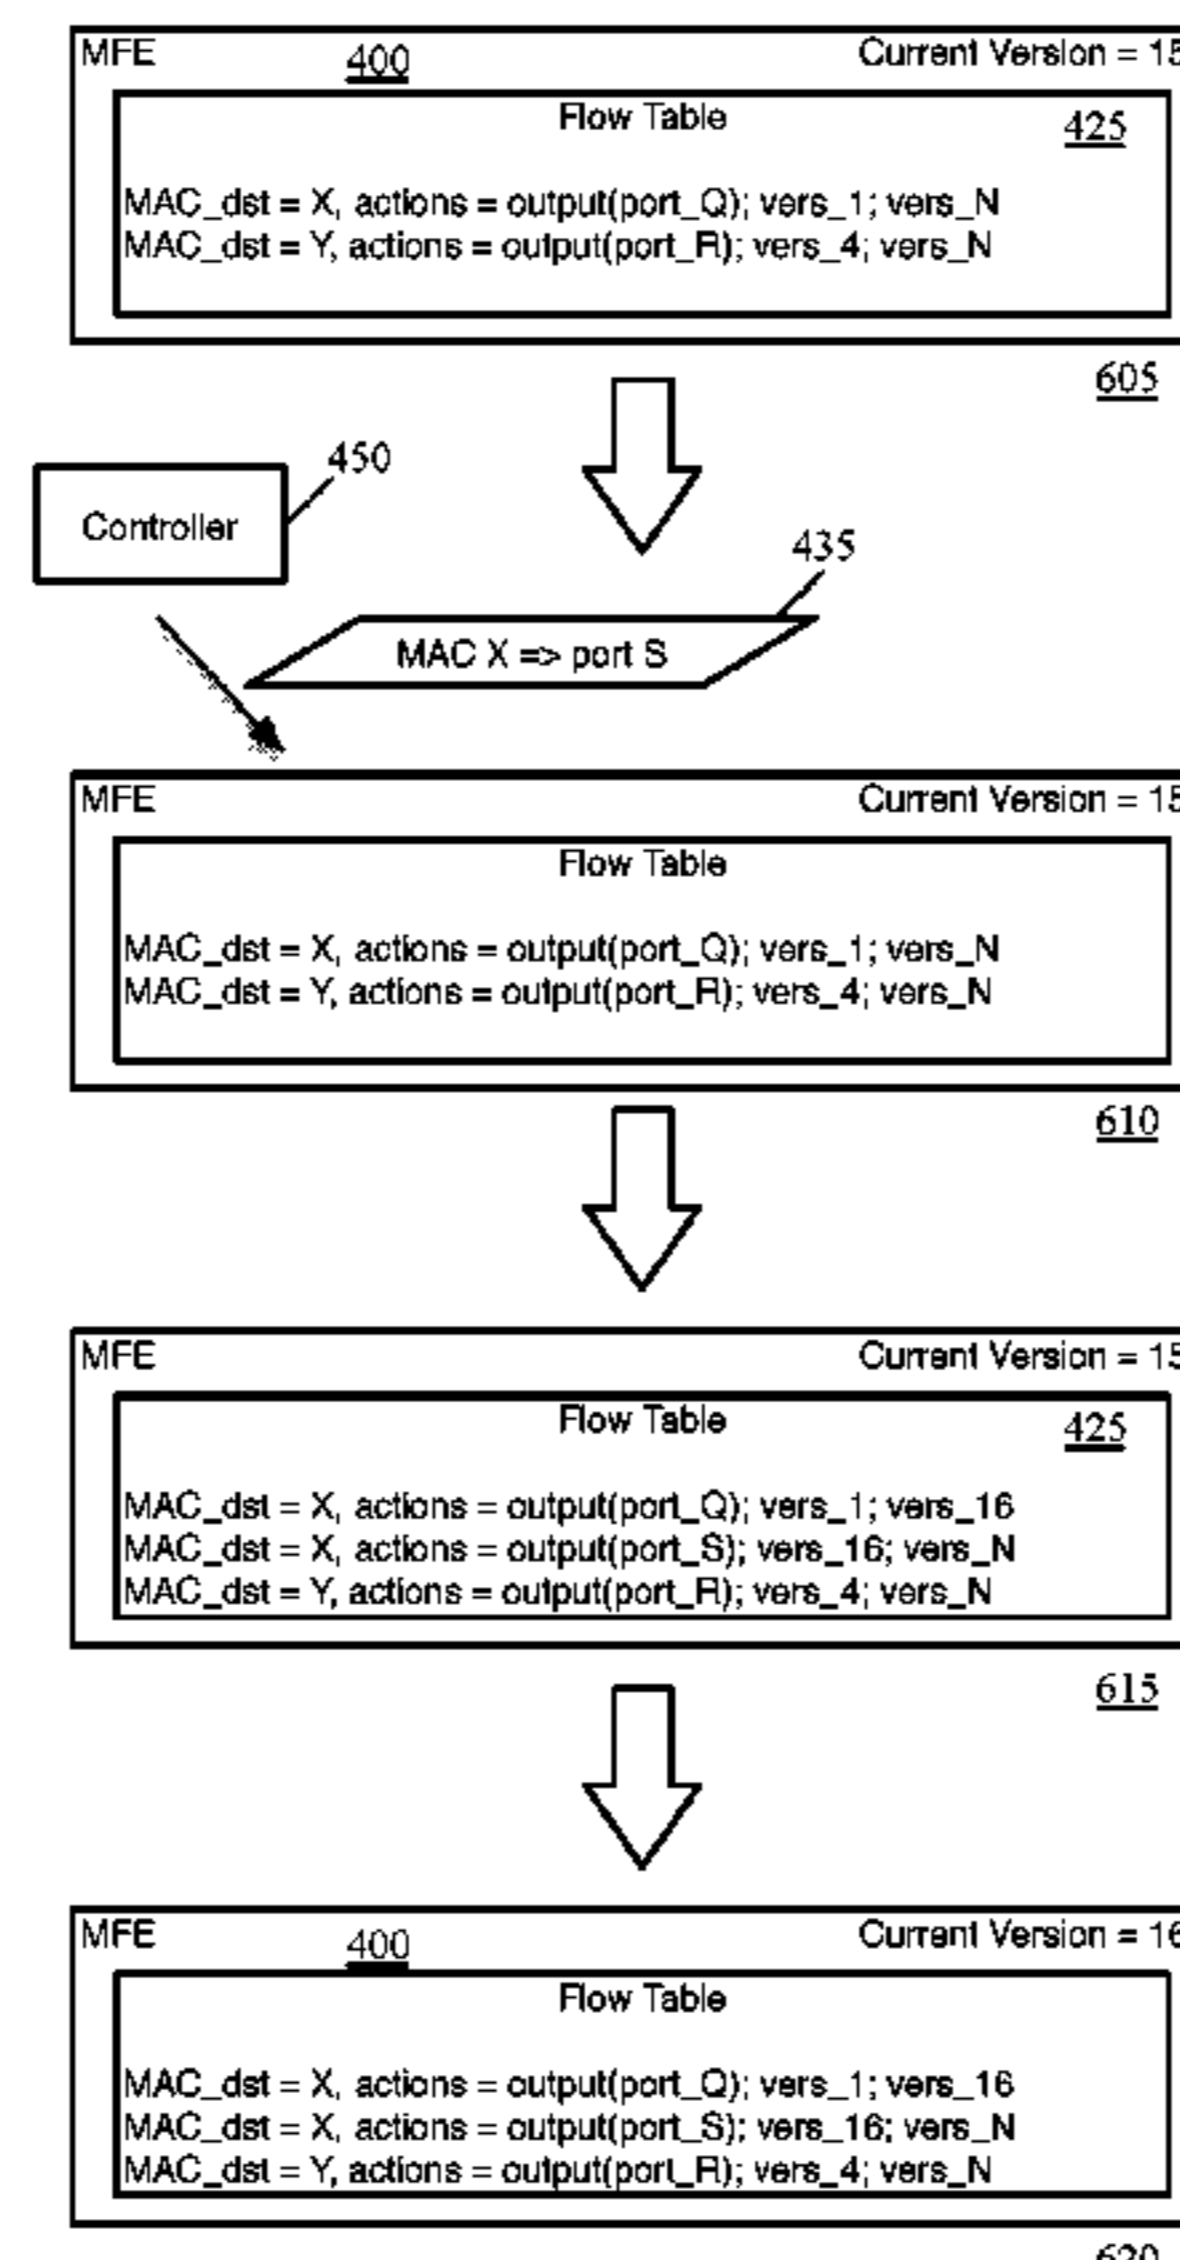 MFE 400 Current Version = 15
Flow Table
425
MAC_dst = X, actions = output(port_Q); vers_1; vers_N
MAC_dst = Y, actions = output(port_R); vers_4; vers_N
605
450
Controller
435
MAC X => port S
MFE Current Version = 15
Flow Table
MAC_dst = X, actions = output(port_Q); vers_1; vers_N
MAC_dst = Y, actions = output(port_R); vers_4; vers_N
610
MFE Current Version = 15
Flow Table
425
MAC_dst = X, actions = output(port_Q); vers_1; vers_16
MAC_dst = X, actions = output(port_S); vers_16; vers_N
MAC_dst = Y, actions = output(port_R); vers_4; vers_N
615
MFE 400 Current Version = 16
Flow Table
MAC_dst = X, actions = output(port_Q); vers_1; vers_16
MAC_dst = X, actions = output(port_S); vers_16; vers_N
MAC_dst = Y, actions = output(port_R); vers_4; vers_N
620